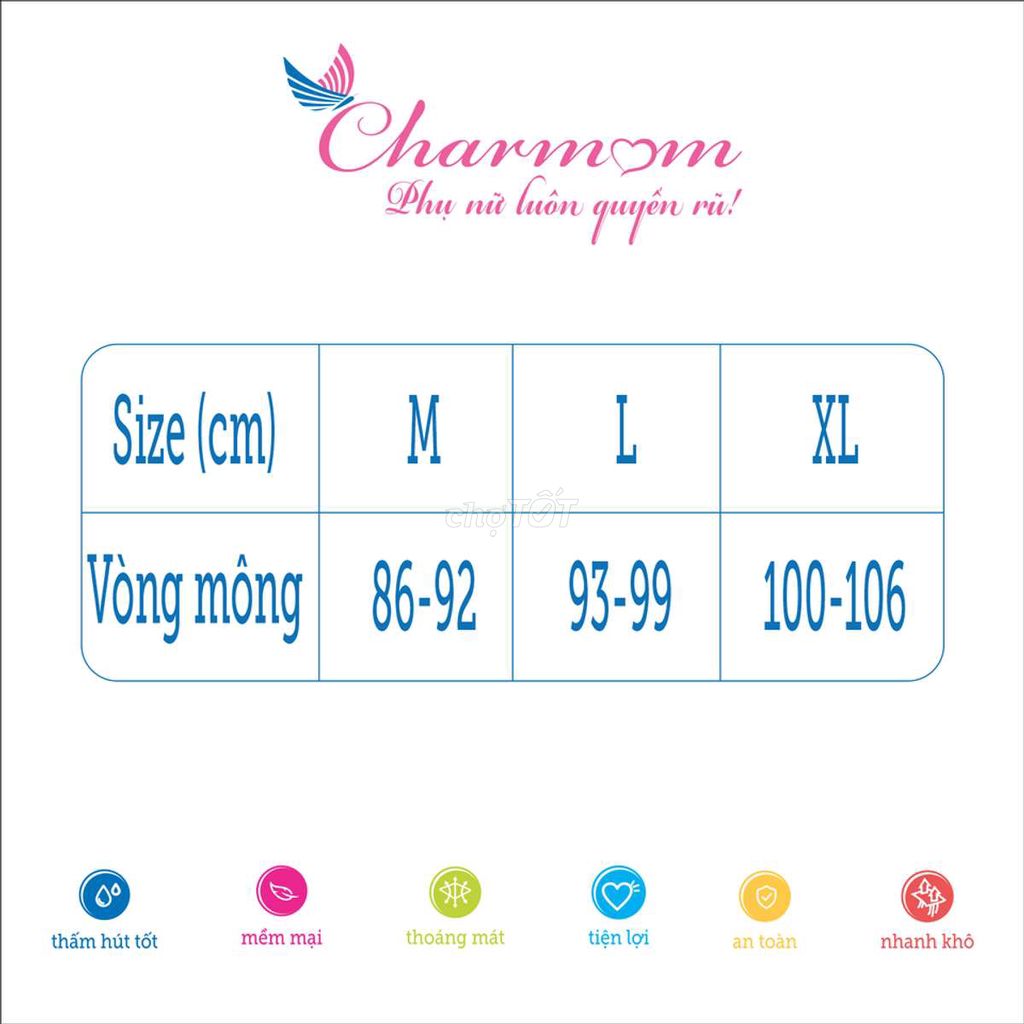 Charmom
Phụ nữ luôn quyến rũ!
Size (cm) M L XL
chợTỐT
Vòng mông 86-92 93-99 100-106
thấm hút tốt mềm mại thoáng mát tiện lợi an toàn nhanh khô